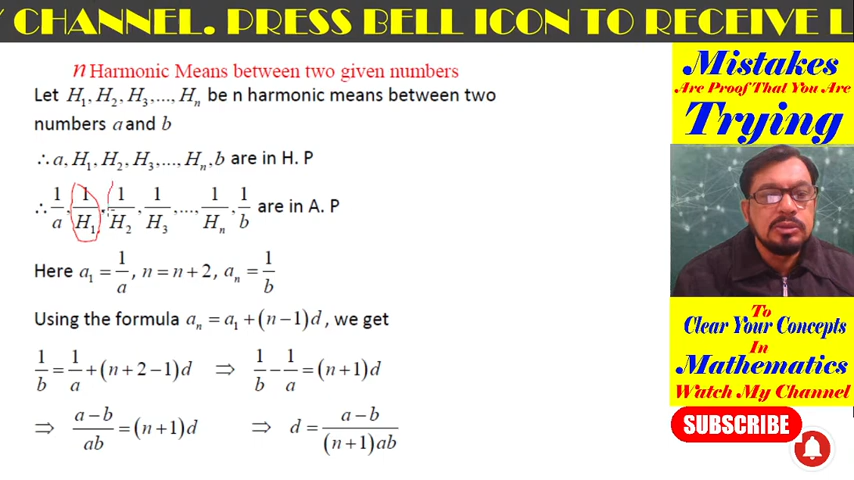 Y CHANNEL. PRESS BELL ICON TO RECEIVE L
n Harmonic Means between two given numbers
Let H₁, H₂, H₃,..., Hₙ be n harmonic means between two
numbers a and b
∴ a, H₁, H₂, H₃,..., Hₙ, b are in H. P
∴ 1/a, 1/H₁, 1/H₂, 1/H₃,..., 1/Hₙ, 1/b are in A. P
Here a₁ = 1/a, n = n + 2, aₙ = 1/b
Using the formula aₙ = a₁ + (n − 1)d, we get
1/b = 1/a + (n + 2 − 1)d ⇒ 1/b − 1/a = (n + 1)d
⇒ (a − b)/ab = (n + 1)d ⇒ d = (a − b)/((n + 1)ab)
Mistakes
Are Proof That You Are
Trying
To
Clear Your Concepts
In
Mathematics
Watch My Channel
SUBSCRIBE